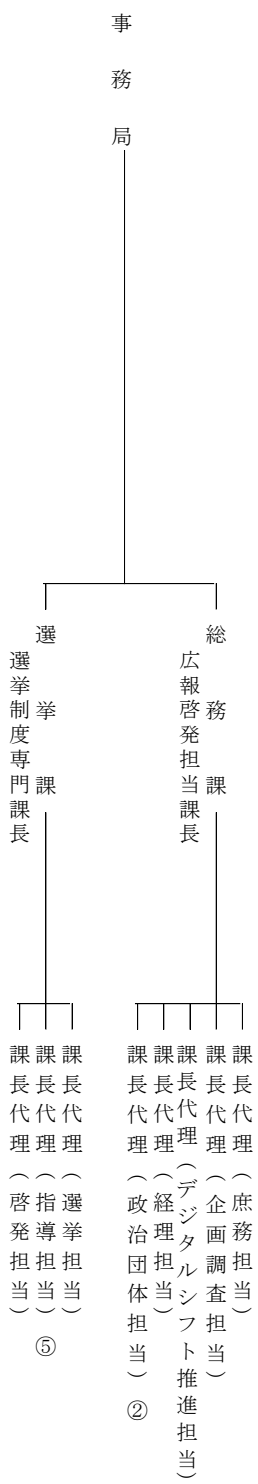 事務局
総務課
広報啓発担当課長
課長代理（庶務担当）
課長代理（企画調査担当）
課長代理（デジタルシフト推進担当）
課長代理（経理担当）
課長代理（政治団体担当）②
選挙課
選挙制度専門課長
課長代理（選挙担当）
課長代理（指導担当）⑤
課長代理（啓発担当）